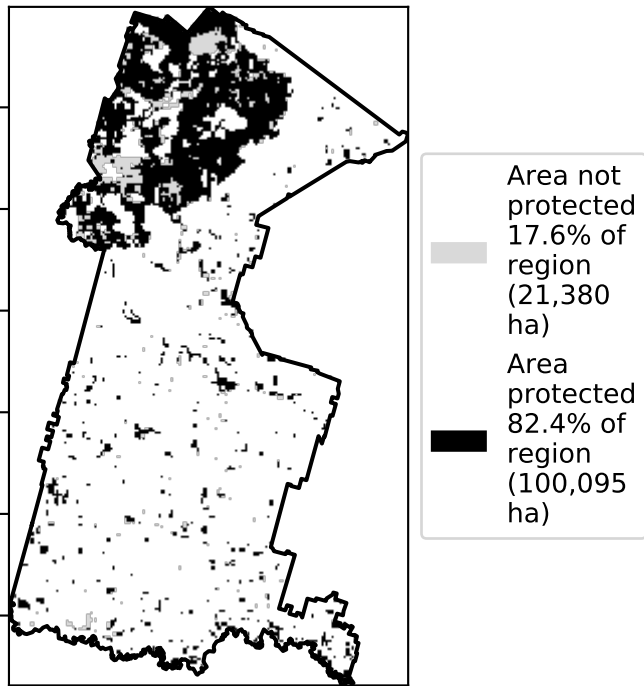 Area not
protected
17.6% of
region
(21,380
ha)
Area
protected
82.4% of
region
(100,095
ha)